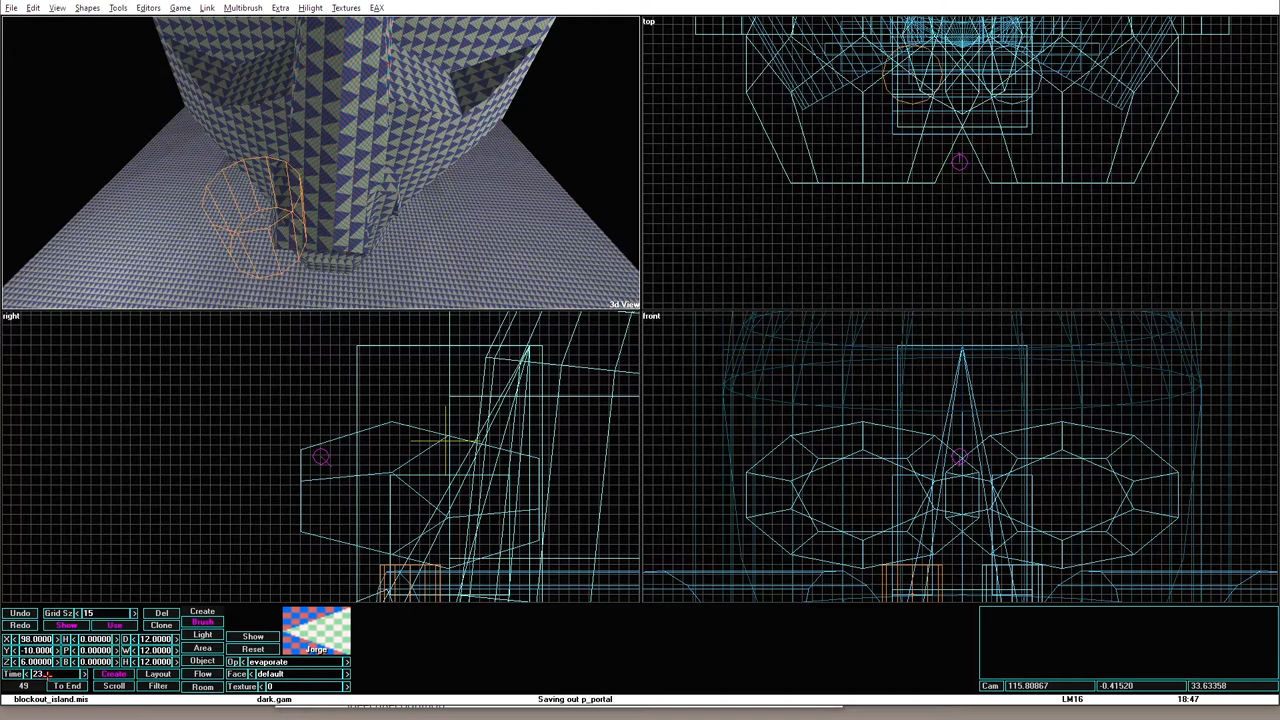 File Edit View Shapes Tools Editors Game Link Multibrush Extra Hilight Textures EAX
top
3d View
right
front
Undo Grid Sz < 15 > Del Create
Redo Show Use Clone Brush
X < 98.0000 > H < 0.00000 > D < 12.0000 > Light Show
Y < -10.0000 > P < 0.00000 > W < 12.0000 > Area Reset Jorge
Z < 6.00000 > B < 0.00000 > H < 12.0000 > Object Op < evaporate >
Time < 23 > Create Layout Flow Face < default >
49 To End Scroll Filter Room Texture < 0 >
Cam 115.80867 -0.41520 33.63358
blockout_island.mis dark.gam Saving out p_portal LM16 18:47